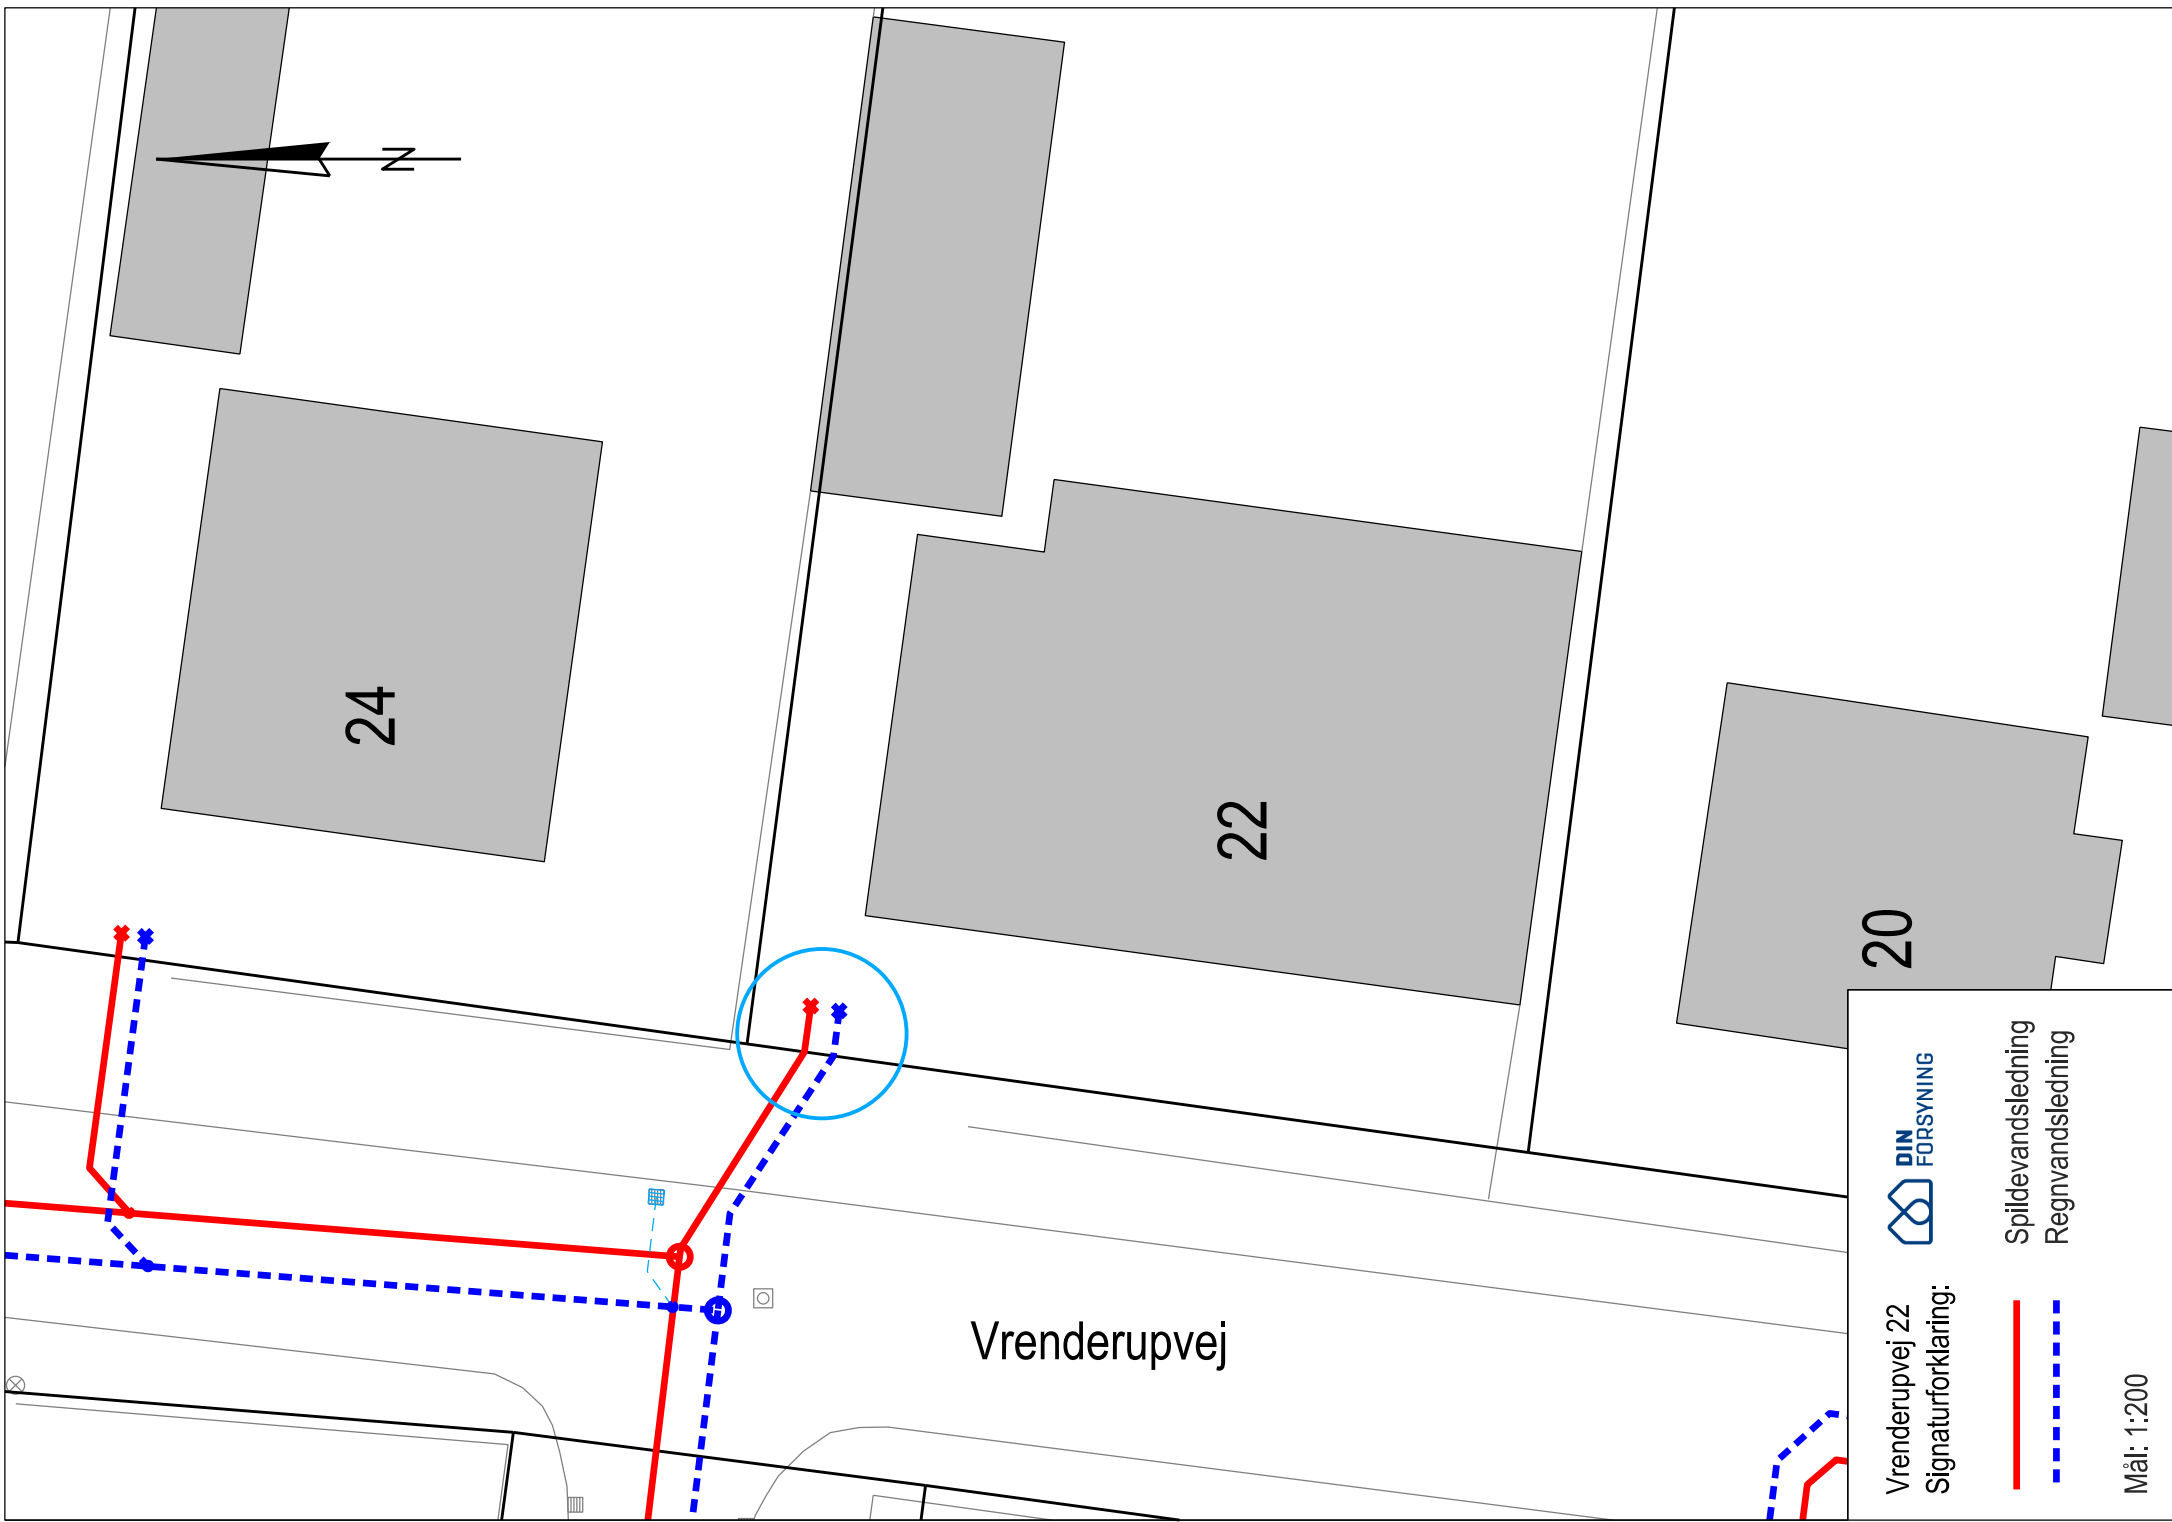 N
24
22
20
Vrenderupvej
DIN
FORSYNING
Vrenderupvej 22
Signaturforklaring:
Spildevandsledning
Regnvandsledning
Mål: 1:200